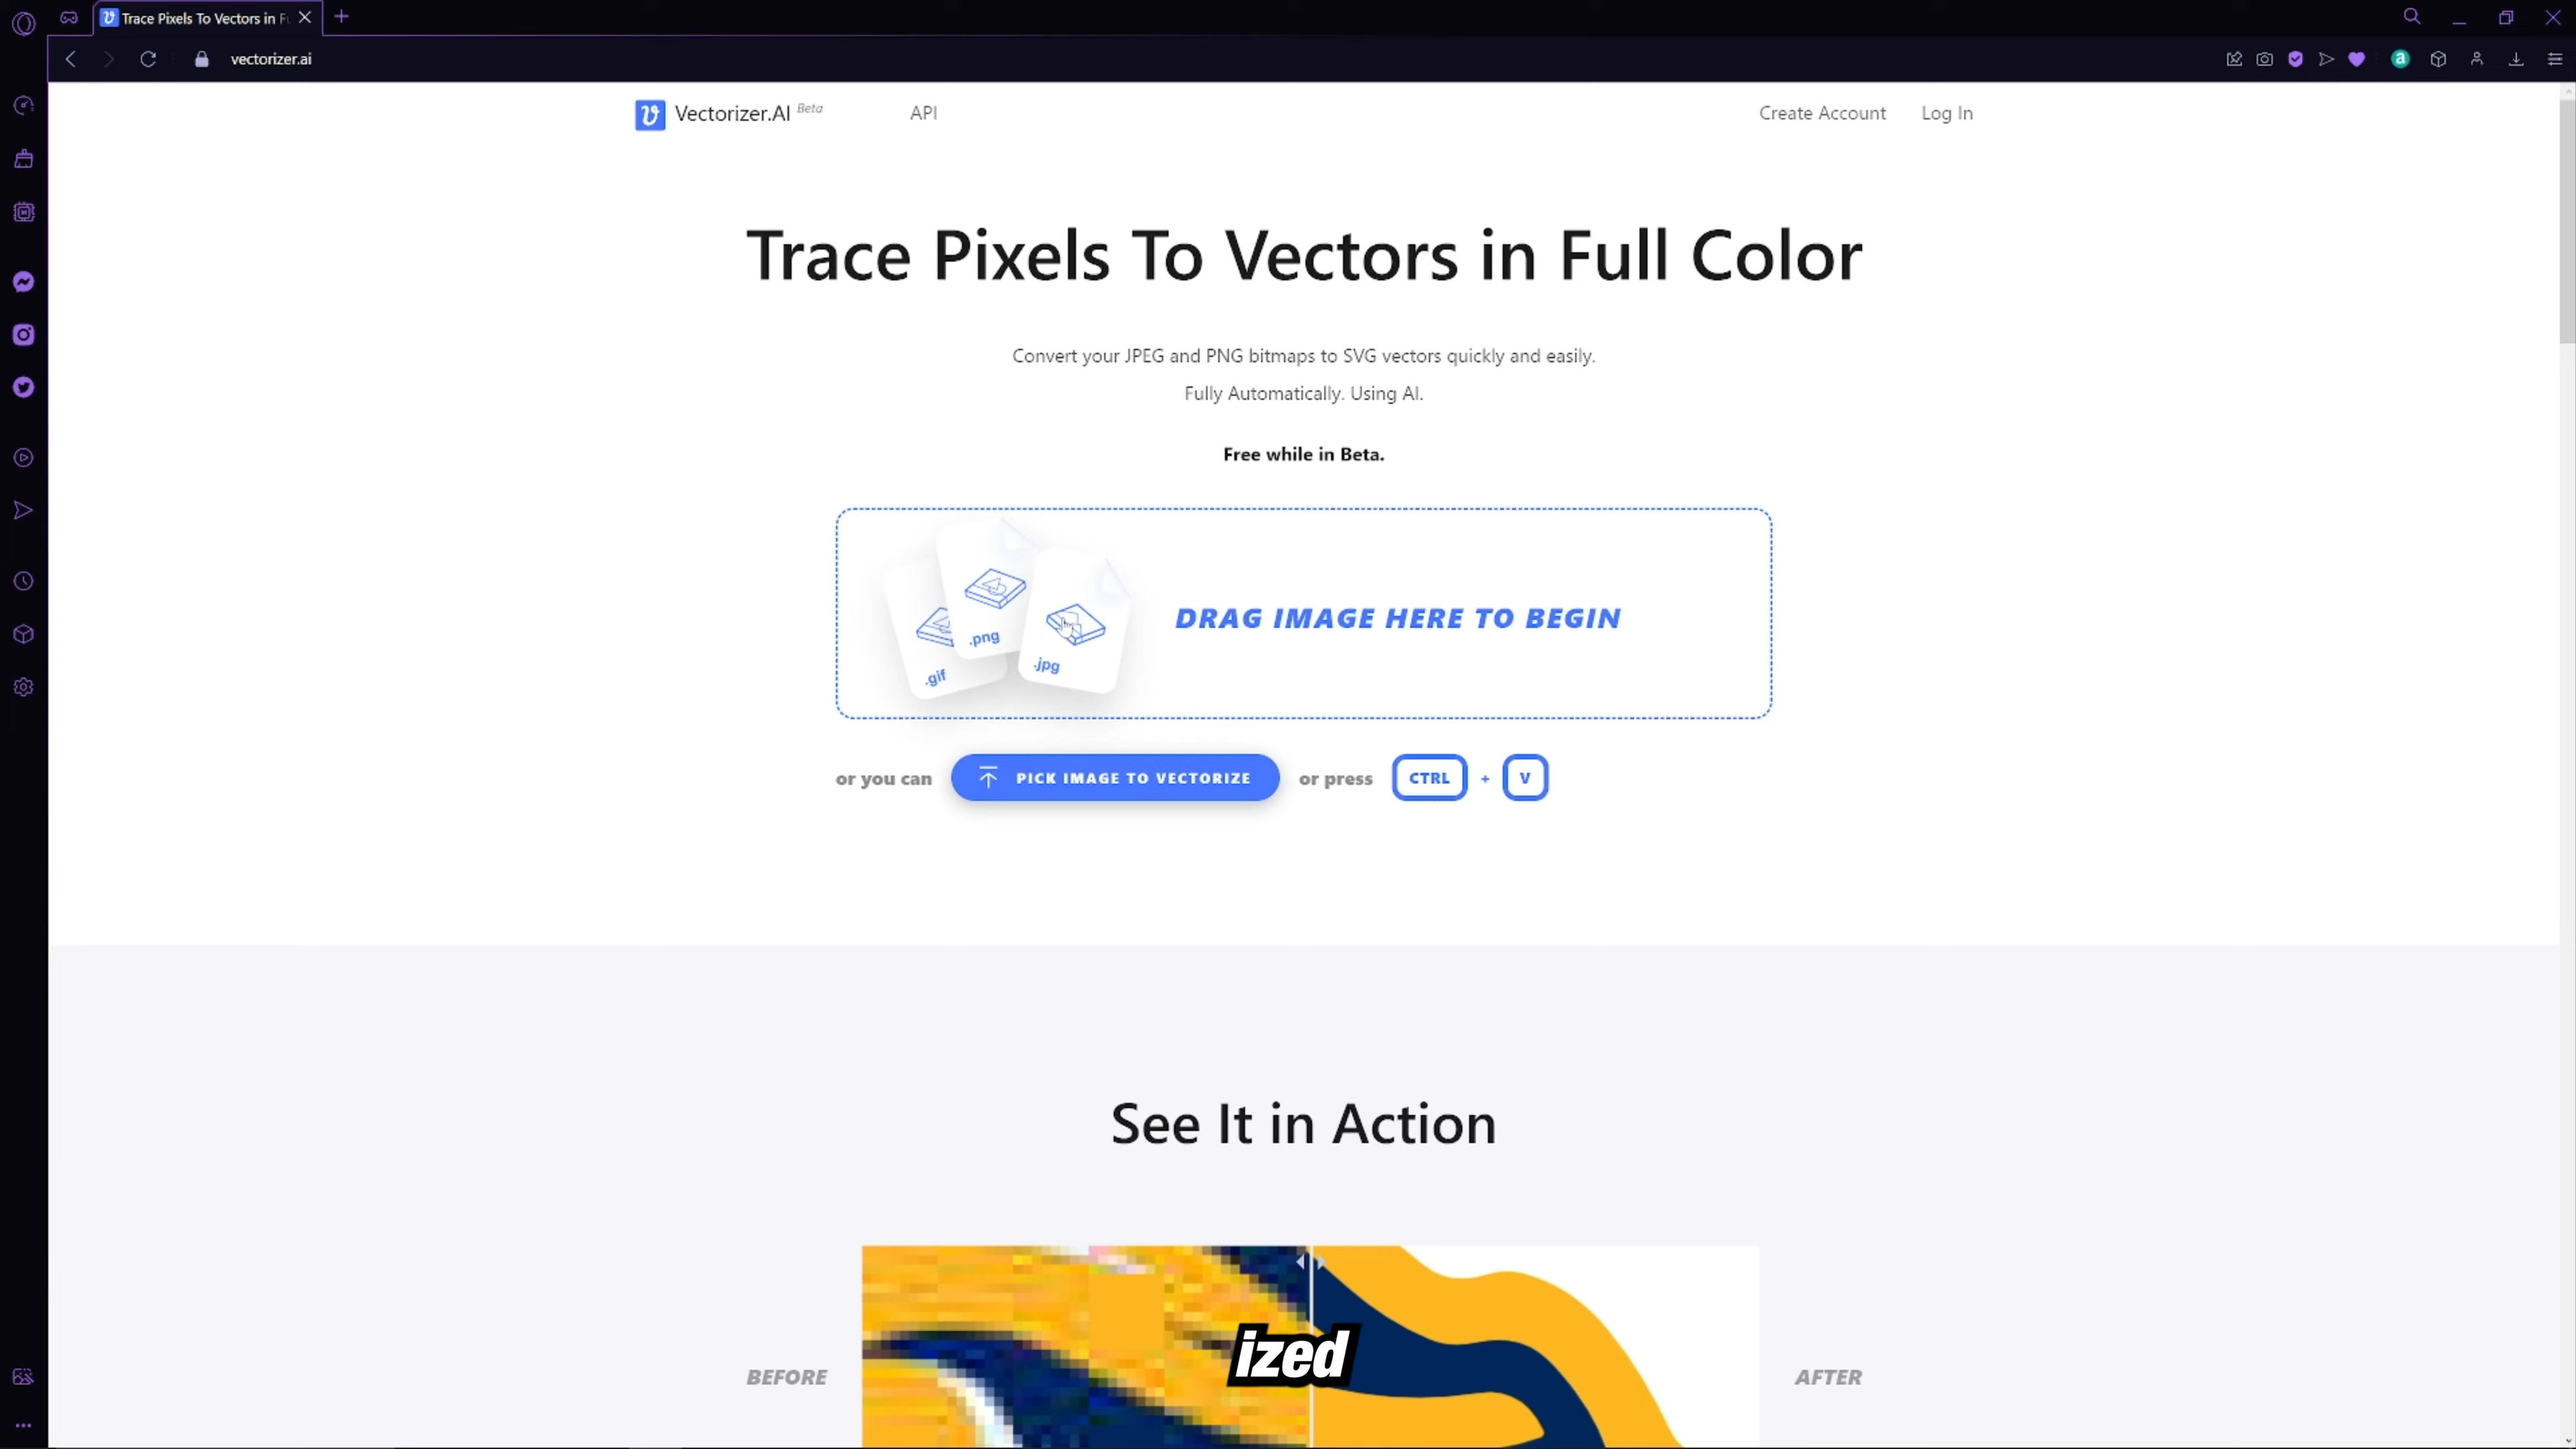 Trace Pixels To Vectors in Fu
vectorizer.ai
Vectorizer.AI Beta
API
Create Account
Log In
Trace Pixels To Vectors in Full Color
Convert your JPEG and PNG bitmaps to SVG vectors quickly and easily.
Fully Automatically. Using AI.
Free while in Beta.
.gif
.png
.jpg
DRAG IMAGE HERE TO BEGIN
or you can
PICK IMAGE TO VECTORIZE
or press
CTRL + V
See It in Action
BEFORE
ized
AFTER